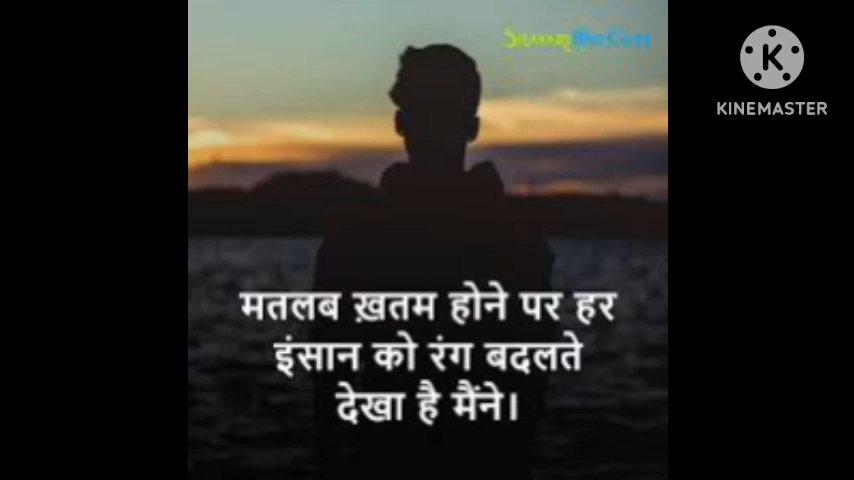 KINEMASTER
मतलब ख़तम होने पर हर
इंसान को रंग बदलते
देखा है मैंने।